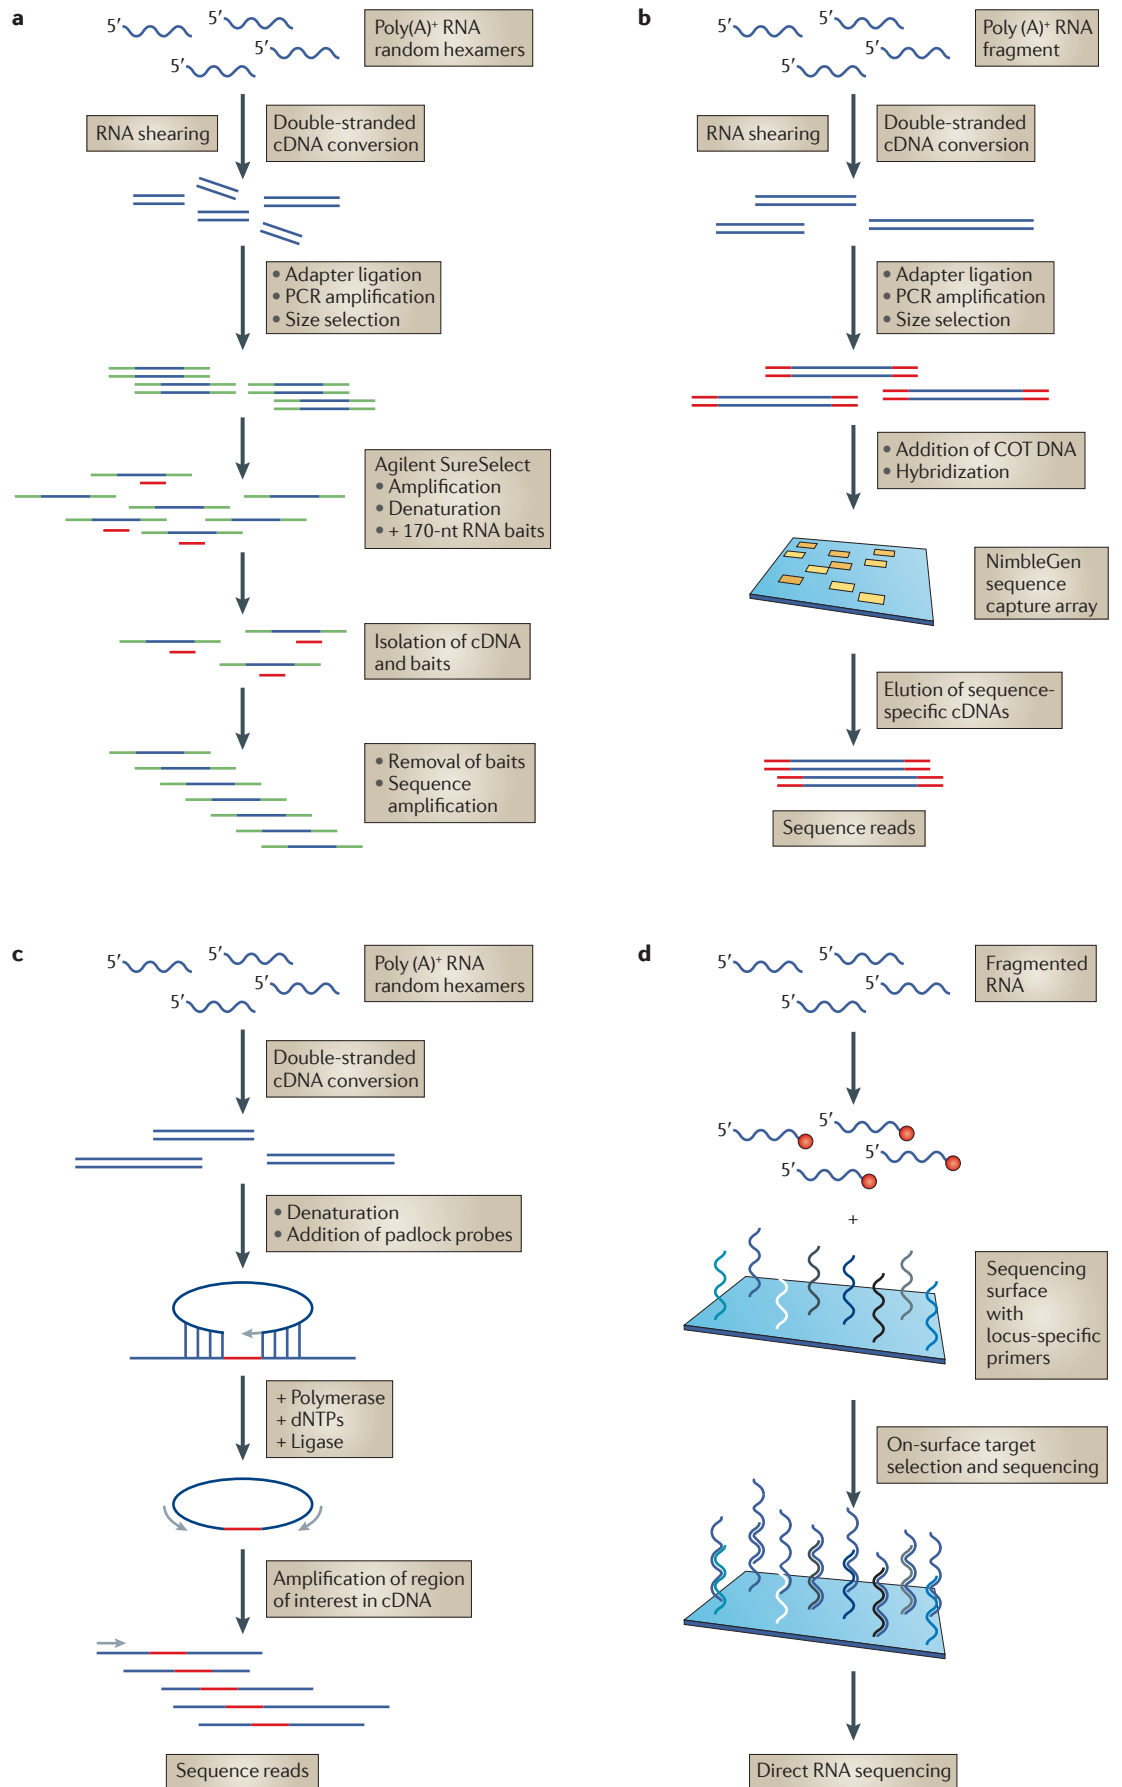 a
5′
5′
5′
5′
Poly(A)⁺ RNA
random hexamers
RNA shearing
Double-stranded
cDNA conversion
• Adapter ligation
• PCR amplification
• Size selection
Agilent SureSelect
• Amplification
• Denaturation
• + 170-nt RNA baits
Isolation of cDNA
and baits
• Removal of baits
• Sequence
amplification
b
5′
5′
5′
5′
Poly (A)⁺ RNA
fragment
RNA shearing
Double-stranded
cDNA conversion
• Adapter ligation
• PCR amplification
• Size selection
• Addition of COT DNA
• Hybridization
NimbleGen
sequence
capture array
Elution of sequence-
specific cDNAs
Sequence reads
c
5′
5′
5′
5′
Poly (A)⁺ RNA
random hexamers
Double-stranded
cDNA conversion
• Denaturation
• Addition of padlock probes
+ Polymerase
+ dNTPs
+ Ligase
Amplification of region
of interest in cDNA
Sequence reads
d
5′
5′
5′
5′
Fragmented
RNA
5′
5′
5′
5′
+
Sequencing
surface
with
locus-specific
primers
On-surface target
selection and sequencing
Direct RNA sequencing